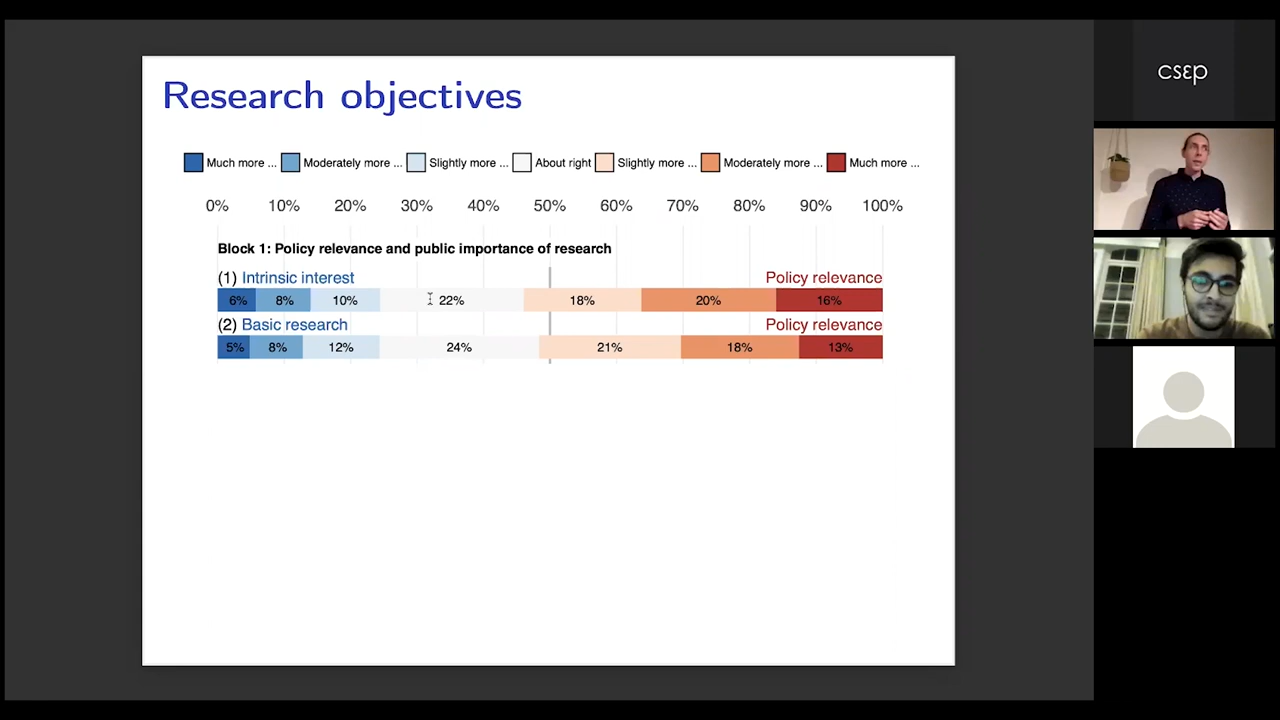 Research objectives
Much more ... Moderately more ... Slightly more ... About right Slightly more ... Moderately more ... Much more ...
0% 10% 20% 30% 40% 50% 60% 70% 80% 90% 100%
Block 1: Policy relevance and public importance of research
(1) Intrinsic interest Policy relevance
6% 8% 10% 22% 18% 20% 16%
(2) Basic research Policy relevance
5% 8% 12% 24% 21% 18% 13%
csεp